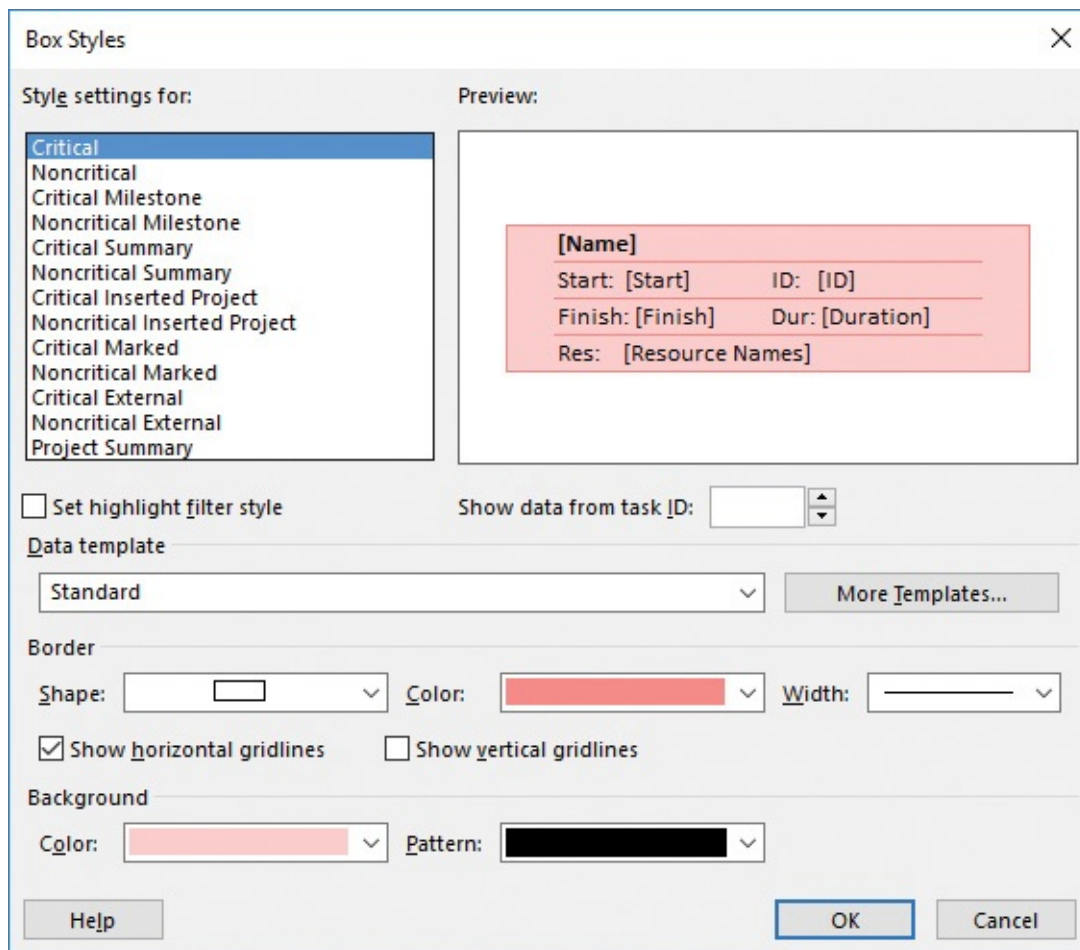 Box Styles
Style settings for:
Preview:
Critical
Noncritical
Critical Milestone
Noncritical Milestone
Critical Summary
Noncritical Summary
Critical Inserted Project
Noncritical Inserted Project
Critical Marked
Noncritical Marked
Critical External
Noncritical External
Project Summary
[Name]
Start: [Start] ID: [ID]
Finish: [Finish] Dur: [Duration]
Res: [Resource Names]
Set highlight filter style
Show data from task ID:
Data template
Standard
More Templates...
Border
Shape:
Color:
Width:
Show horizontal gridlines
Show vertical gridlines
Background
Color:
Pattern:
Help
OK
Cancel